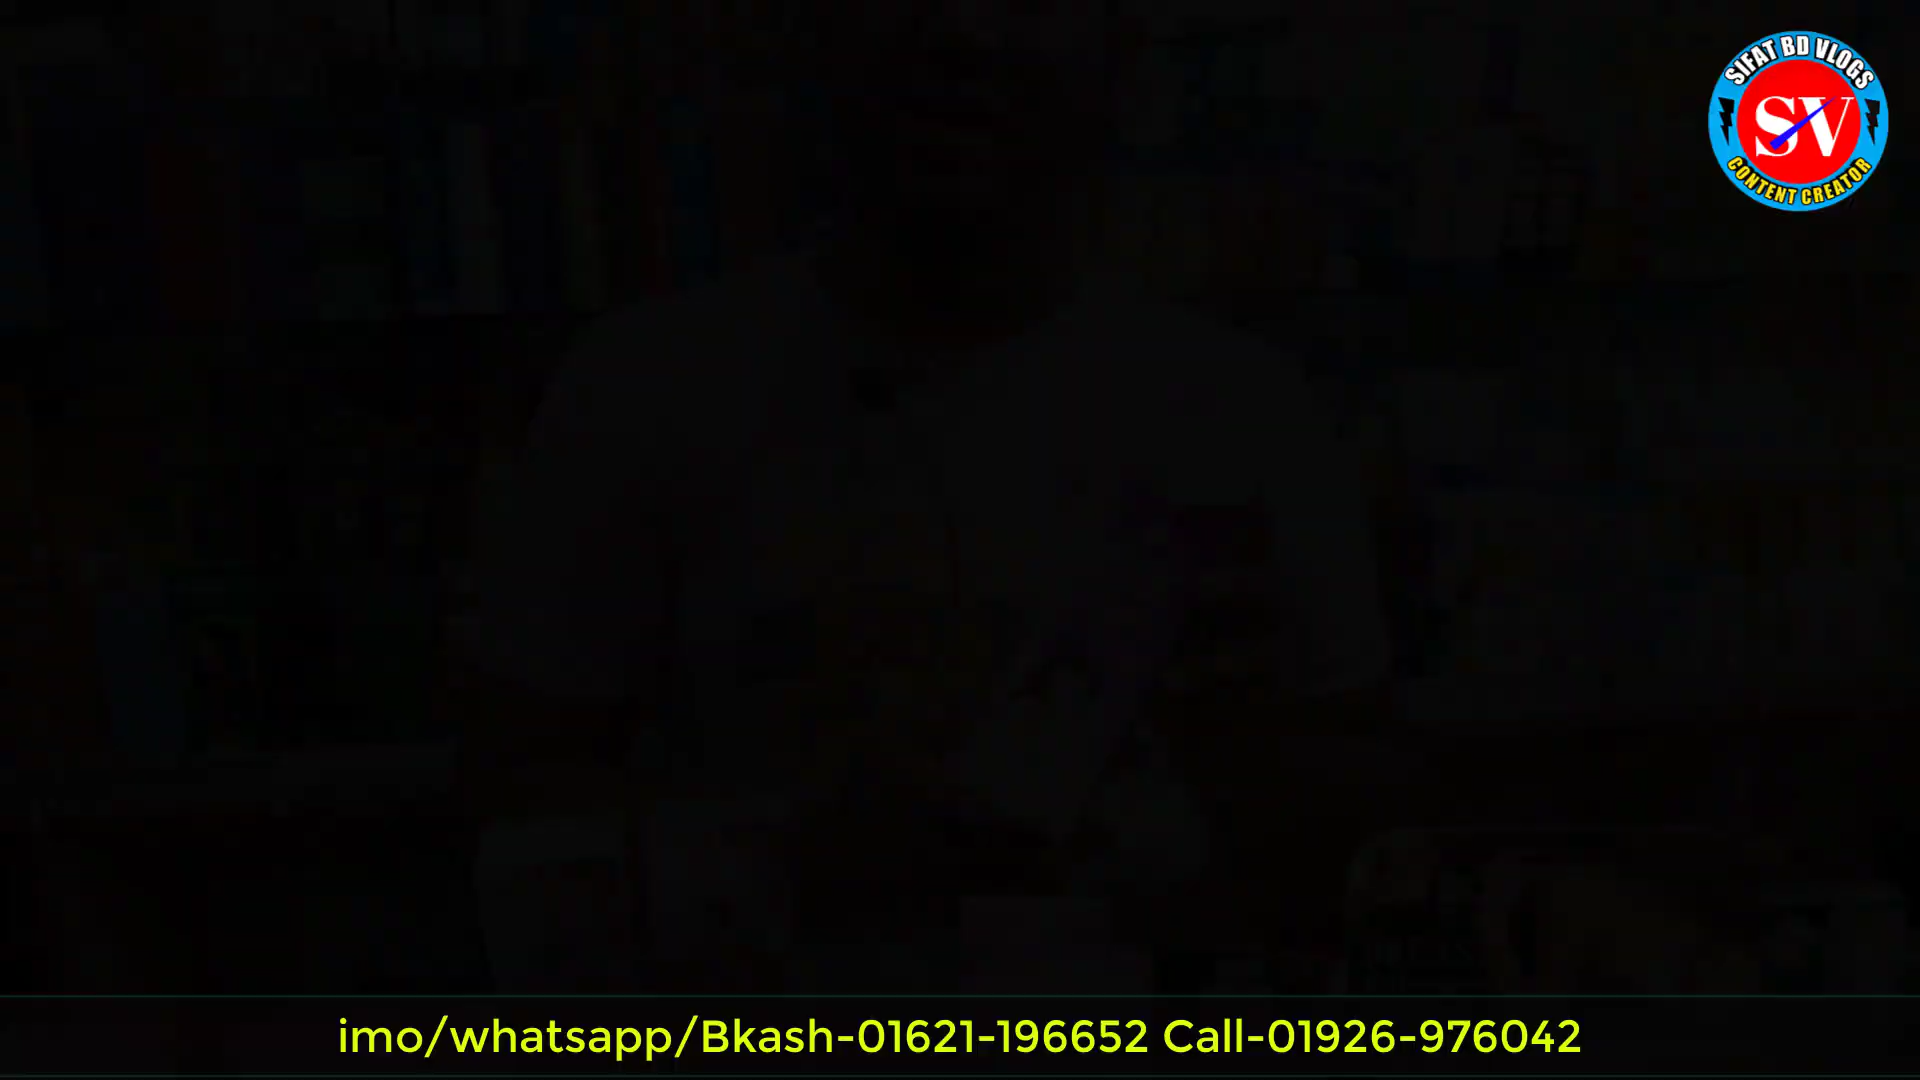 SIFAT BD VLOGS
SV
CONTENT CREATOR
imo/whatsapp/Bkash-01621-196652 Call-01926-976042